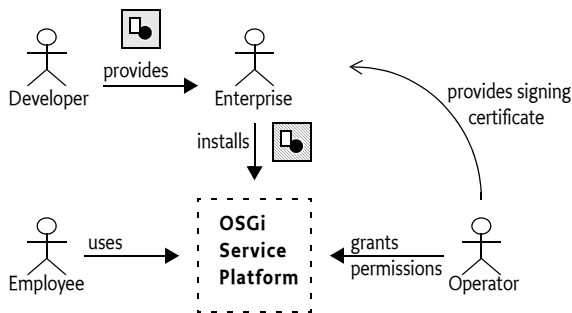 provides
Developer
Enterprise
provides signing
certificate
installs
OSGi
Service
Platform
uses
Employee
grants
permissions
Operator